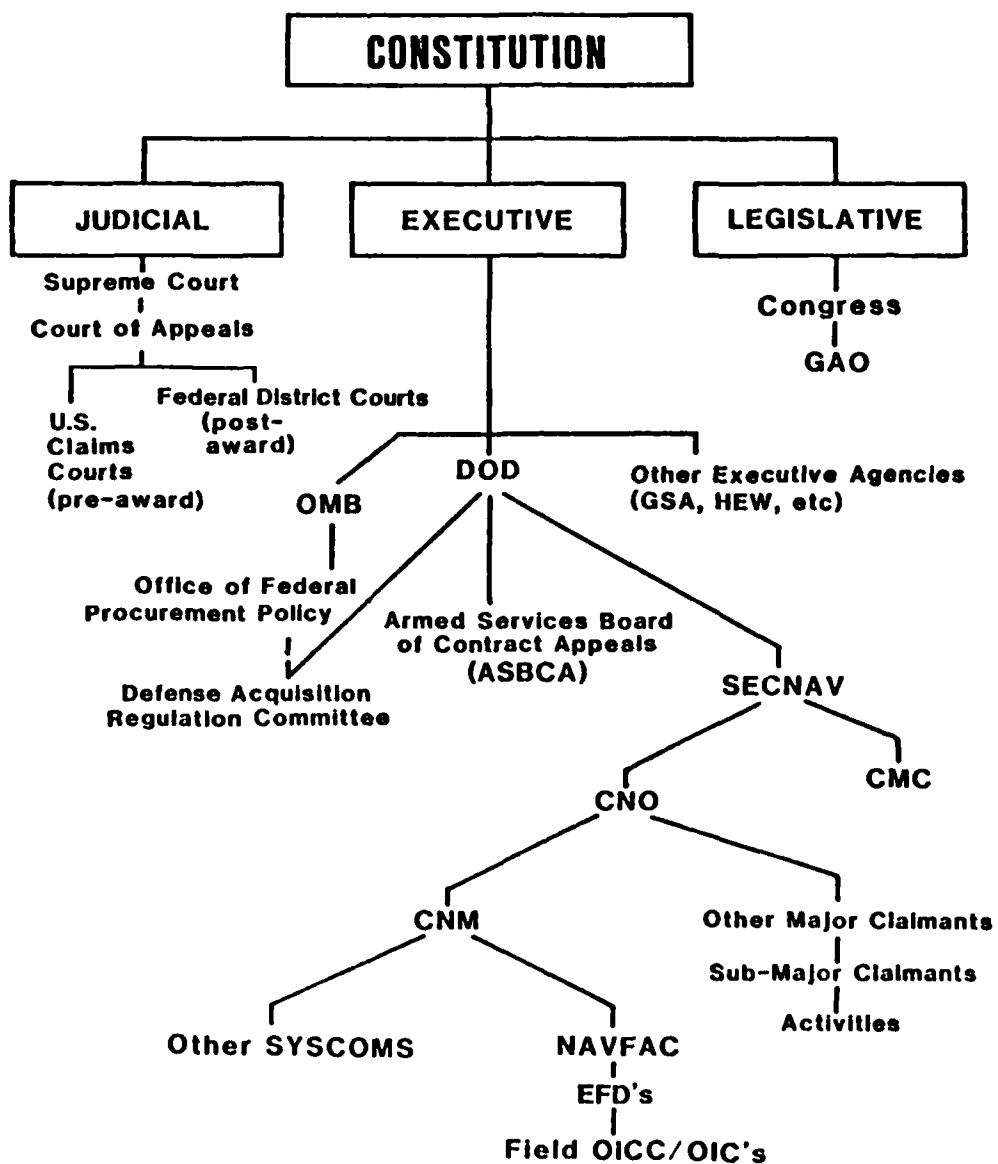 CONSTITUTION
JUDICIAL
EXECUTIVE
LEGISLATIVE
Supreme Court
Court of Appeals
U.S.
Claims
Courts
(pre-award)
Federal District Courts
(post-
award)
Congress
GAO
OMB
DOD
Other Executive Agencies
(GSA, HEW, etc)
Office of Federal
Procurement Policy
Defense Acquisition
Regulation Committee
Armed Services Board
of Contract Appeals
(ASBCA)
SECNAV
CMC
CNO
CNM
Other Major Claimants
Sub-Major Claimants
Activities
Other SYSCOMS
NAVFAC
EFD's
Field OICC/OIC's